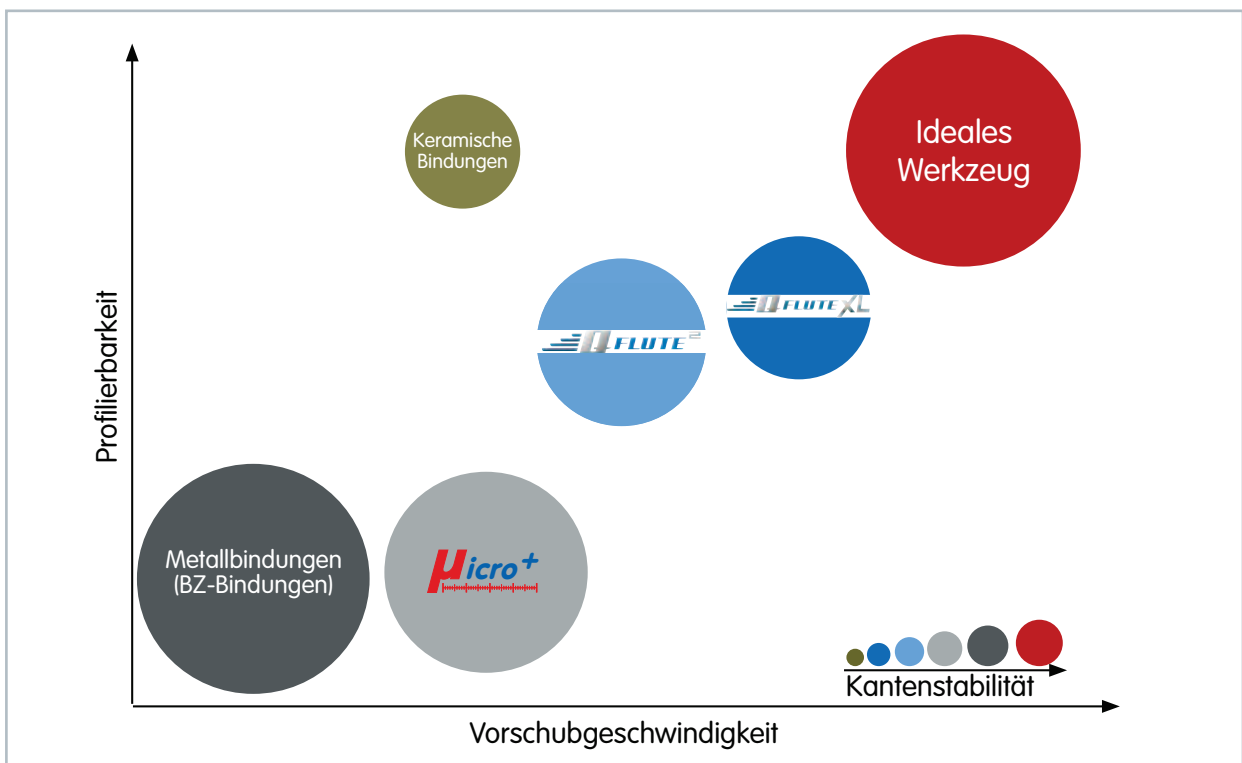 Keramische
Bindungen
Ideales
Werkzeug
Q FLUTE²
Q FLUTE XL
Profilierbarkeit
Metallbindungen
(BZ-Bindungen)
µicro+
Kantenstabilität
Vorschubgeschwindigkeit